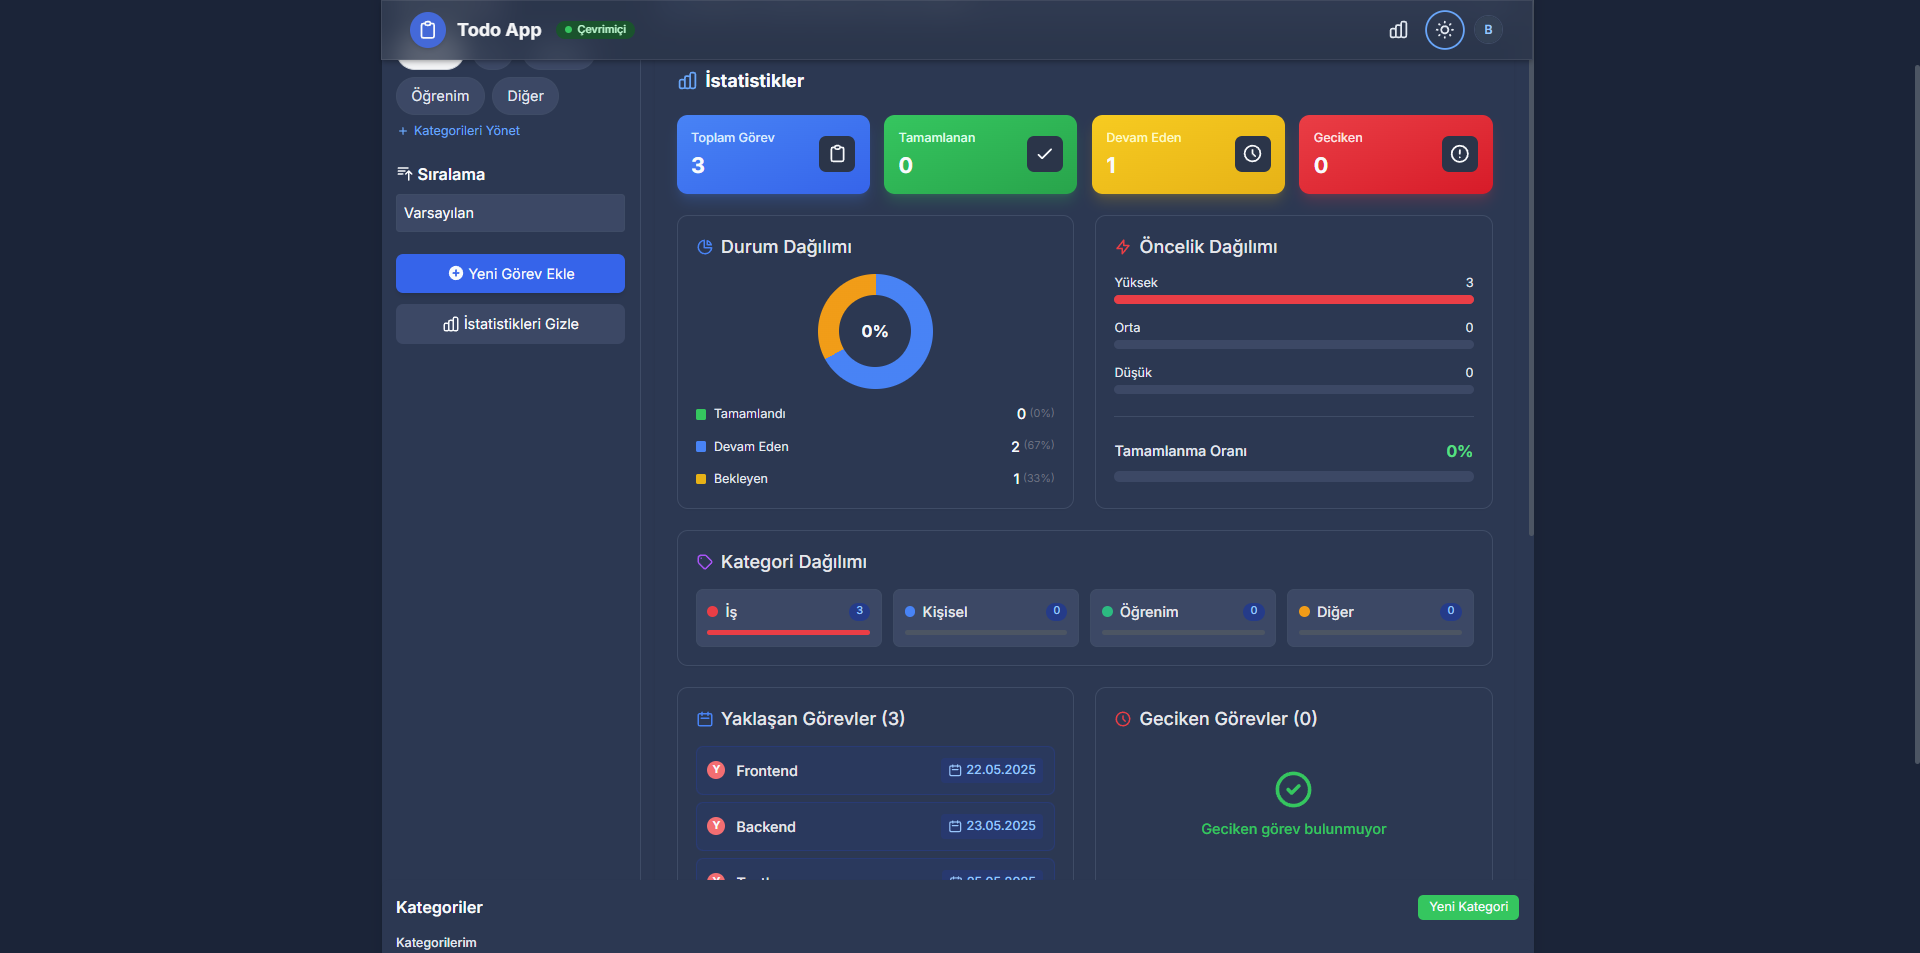 Todo App
Çevrimiçi
B
Öğrenim
Diğer
+ Kategorileri Yönet
Sıralama
Varsayılan
Yeni Görev Ekle
İstatistikleri Gizle
İstatistikler
Toplam Görev
3
Tamamlanan
0
Devam Eden
1
Geciken
0
Durum Dağılımı
0%
Tamamlandı 0 (0%)
Devam Eden 2 (67%)
Bekleyen 1 (33%)
Öncelik Dağılımı
Yüksek 3
Orta 0
Düşük 0
Tamamlanma Oranı 0%
Kategori Dağılımı
İş 3
Kişisel 0
Öğrenim 0
Diğer 0
Yaklaşan Görevler (3)
Y Frontend 22.05.2025
Y Backend 23.05.2025
Geciken Görevler (0)
Geciken görev bulunmuyor
Kategoriler
Yeni Kategori
Kategorilerim